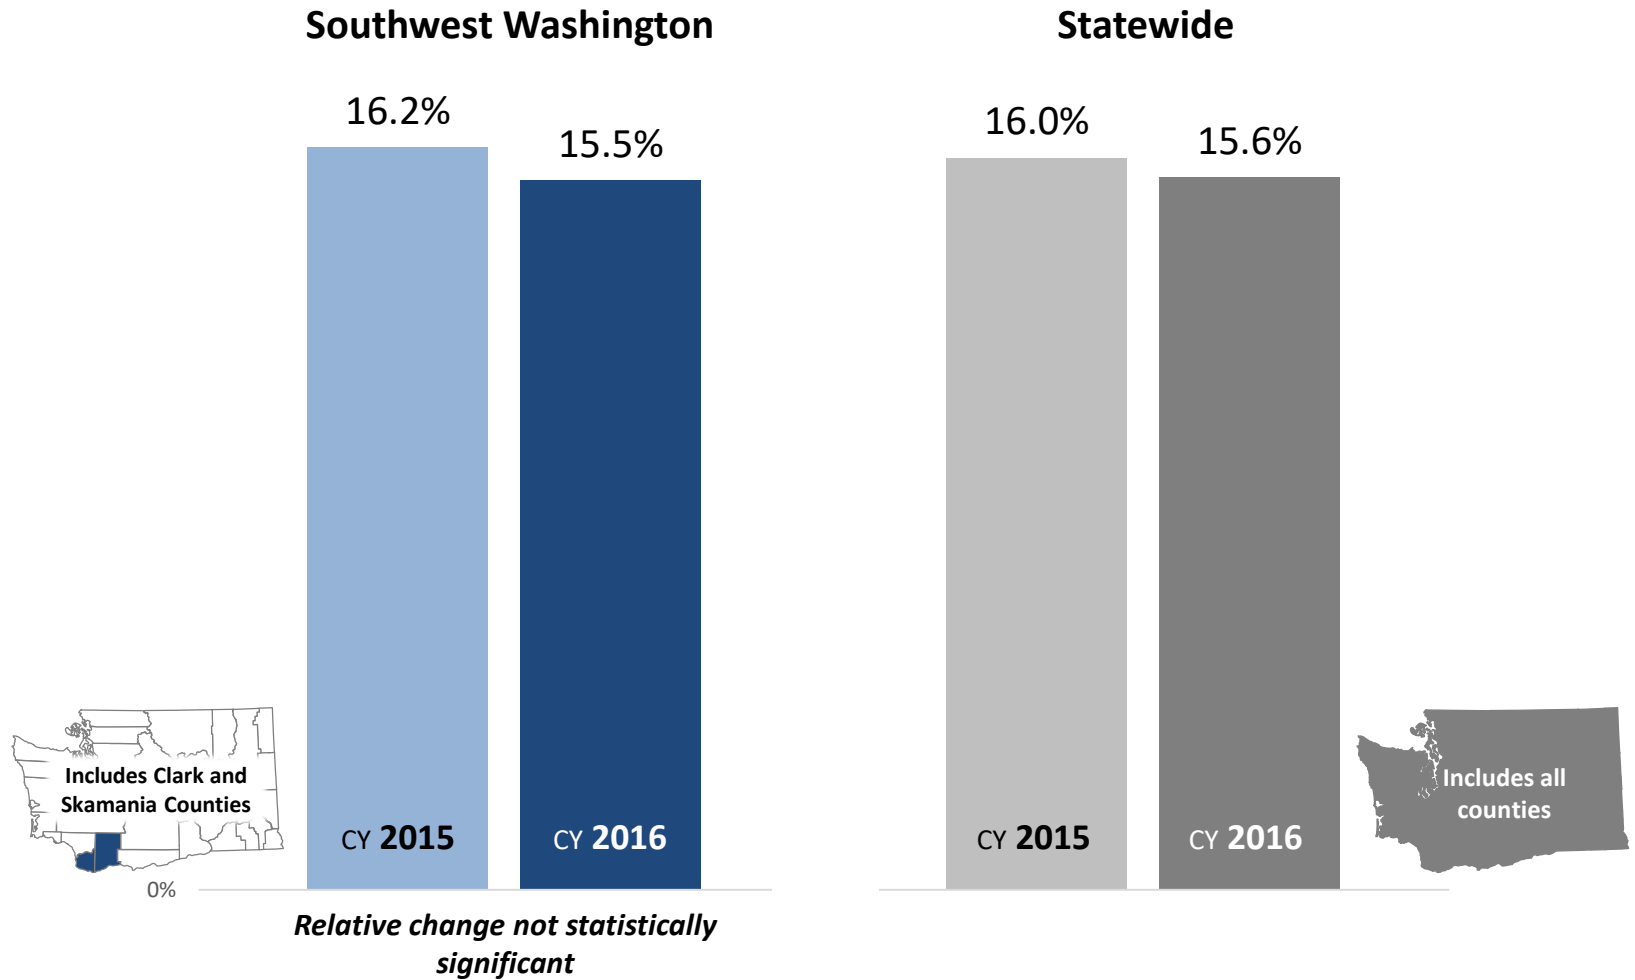 Southwest Washington
16.2%
15.5%
Includes Clark and
Skamania Counties
CY 2015
CY 2016
0%
Relative change not statistically
significant
Statewide
16.0%
15.6%
CY 2015
CY 2016
Includes all
counties